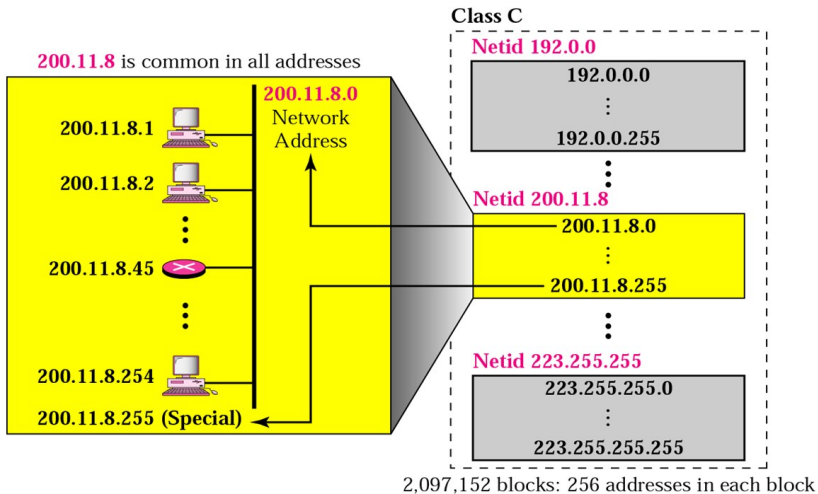 Class C
200.11.8 is common in all addresses
200.11.8.0
Network
Address
200.11.8.1
200.11.8.2
200.11.8.45
200.11.8.254
200.11.8.255 (Special)
Netid 192.0.0
192.0.0.0
192.0.0.255
Netid 200.11.8
200.11.8.0
200.11.8.255
Netid 223.255.255
223.255.255.0
223.255.255.255
2,097,152 blocks: 256 addresses in each block